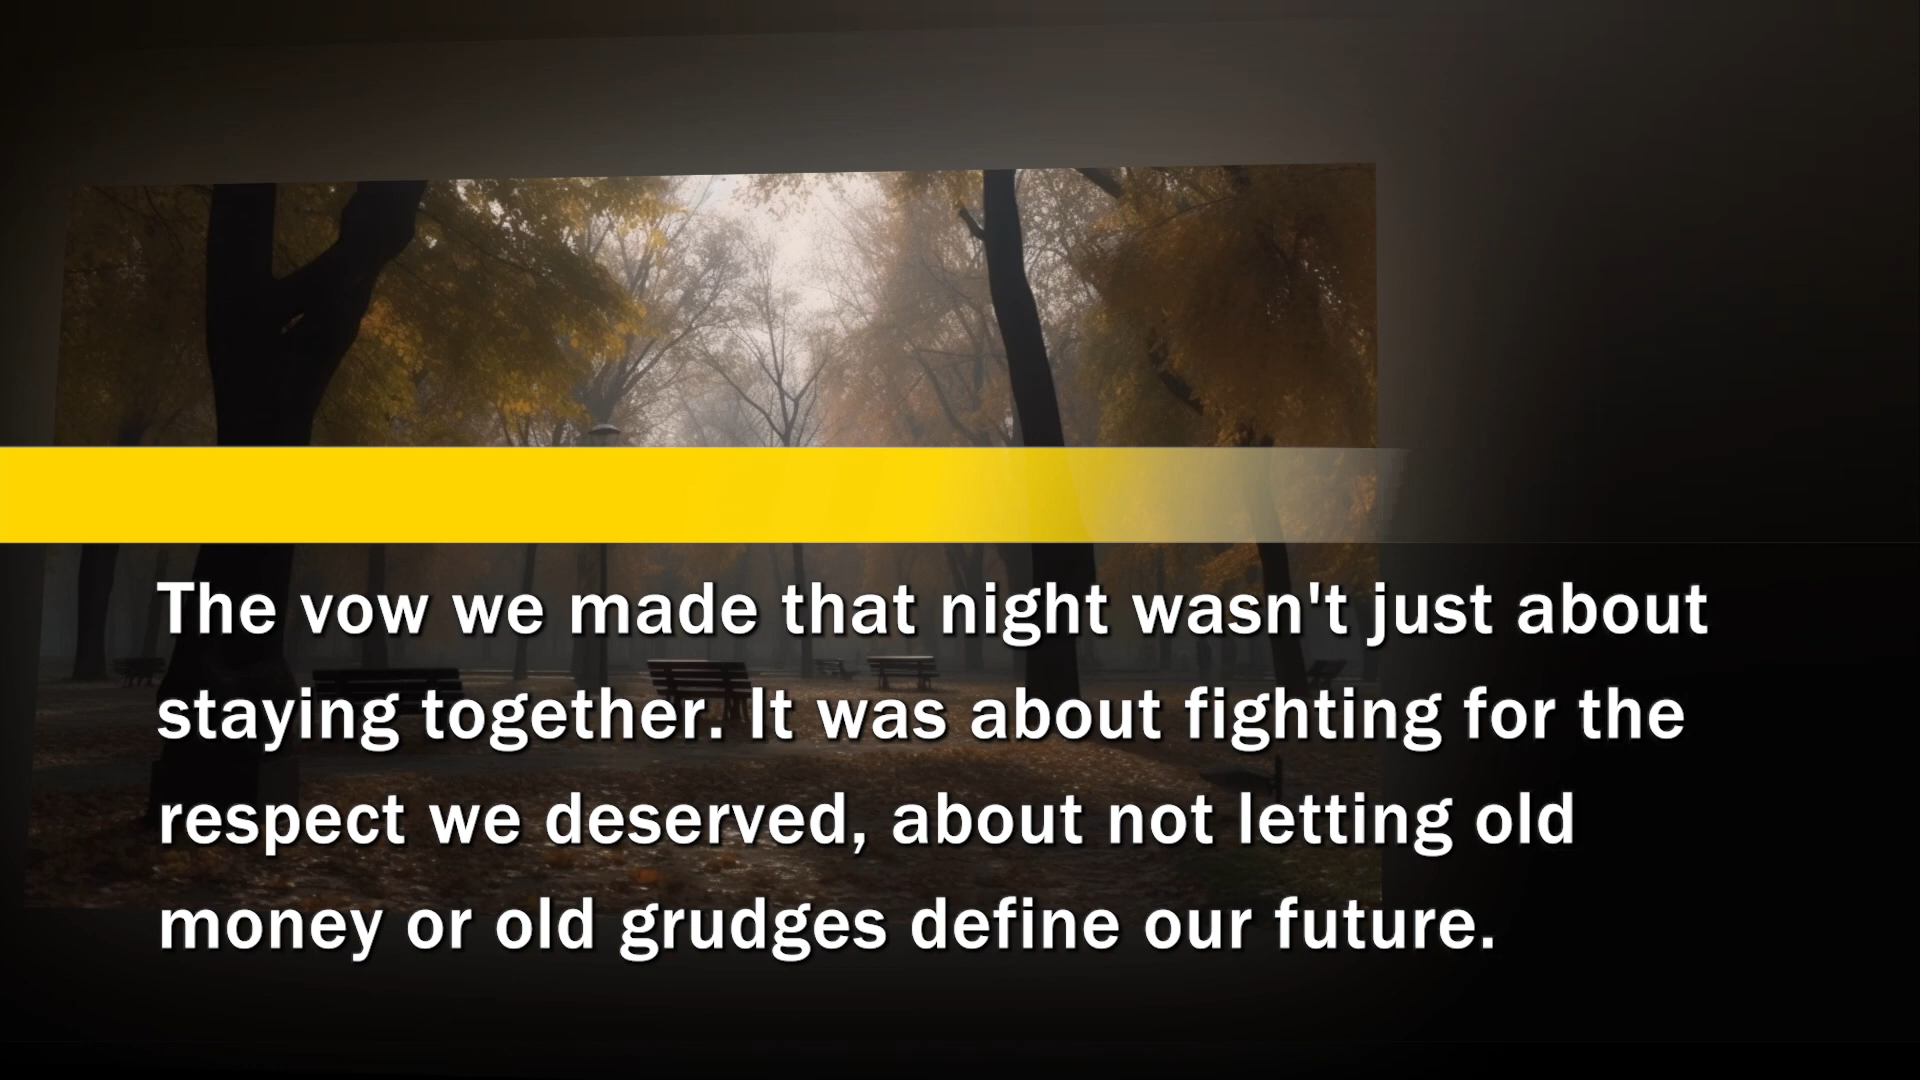 The vow we made that night wasn't just about
staying together. It was about fighting for the
respect we deserved, about not letting old
money or old grudges define our future.